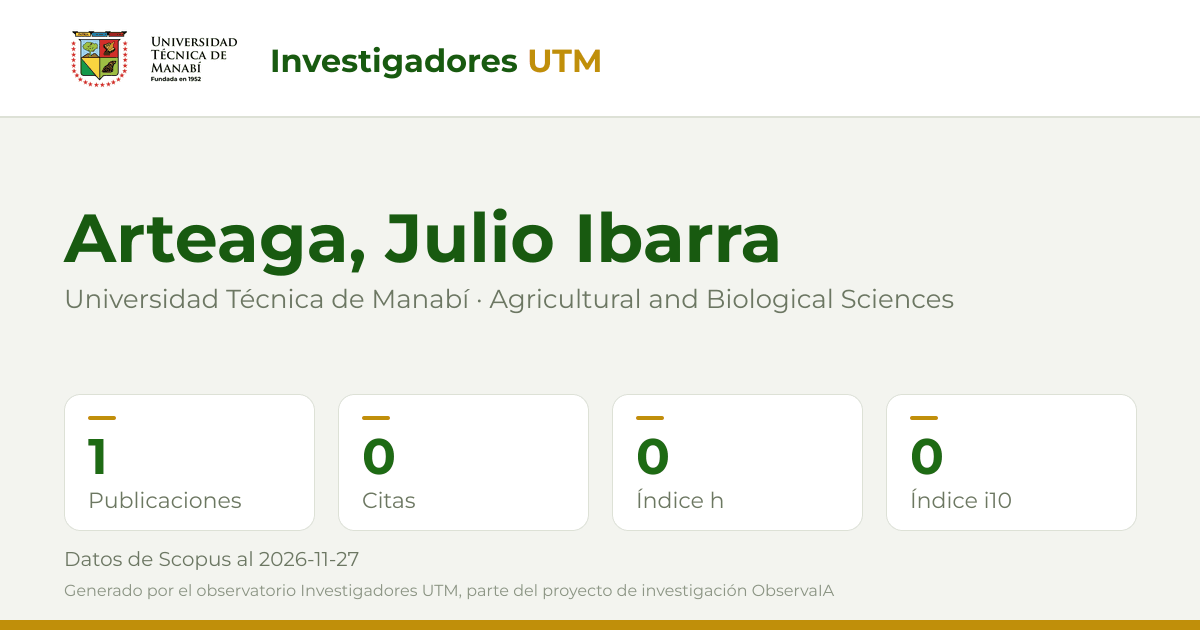 UNIVERSIDAD
TÉCNICA DE
MANABÍ
Fundada en 1952
Investigadores UTM
Arteaga, Julio Ibarra
Universidad Técnica de Manabí · Agricultural and Biological Sciences
1
Publicaciones
0
Citas
0
Índice h
0
Índice i10
Datos de Scopus al 2026-11-27
Generado por el observatorio Investigadores UTM, parte del proyecto de investigación ObservaIA